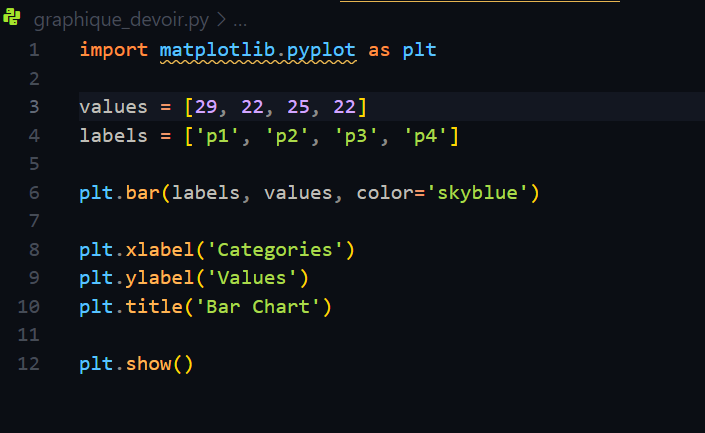 graphique_devoir.py > ...
1 import matplotlib.pyplot as plt
2
3 values = [29, 22, 25, 22]
4 labels = ['p1', 'p2', 'p3', 'p4']
5
6 plt.bar(labels, values, color='skyblue')
7
8 plt.xlabel('Categories')
9 plt.ylabel('Values')
10 plt.title('Bar Chart')
11
12 plt.show()